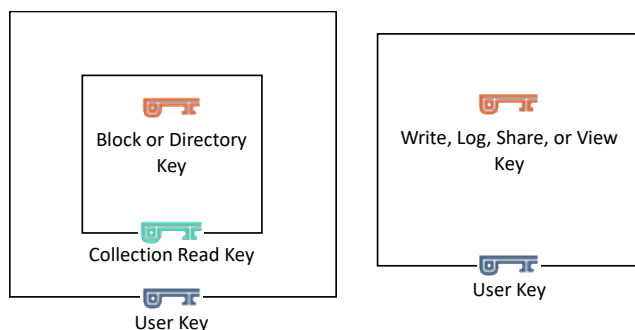 Block or Directory
Key
Collection Read Key
User Key
Write, Log, Share, or View
Key
User Key